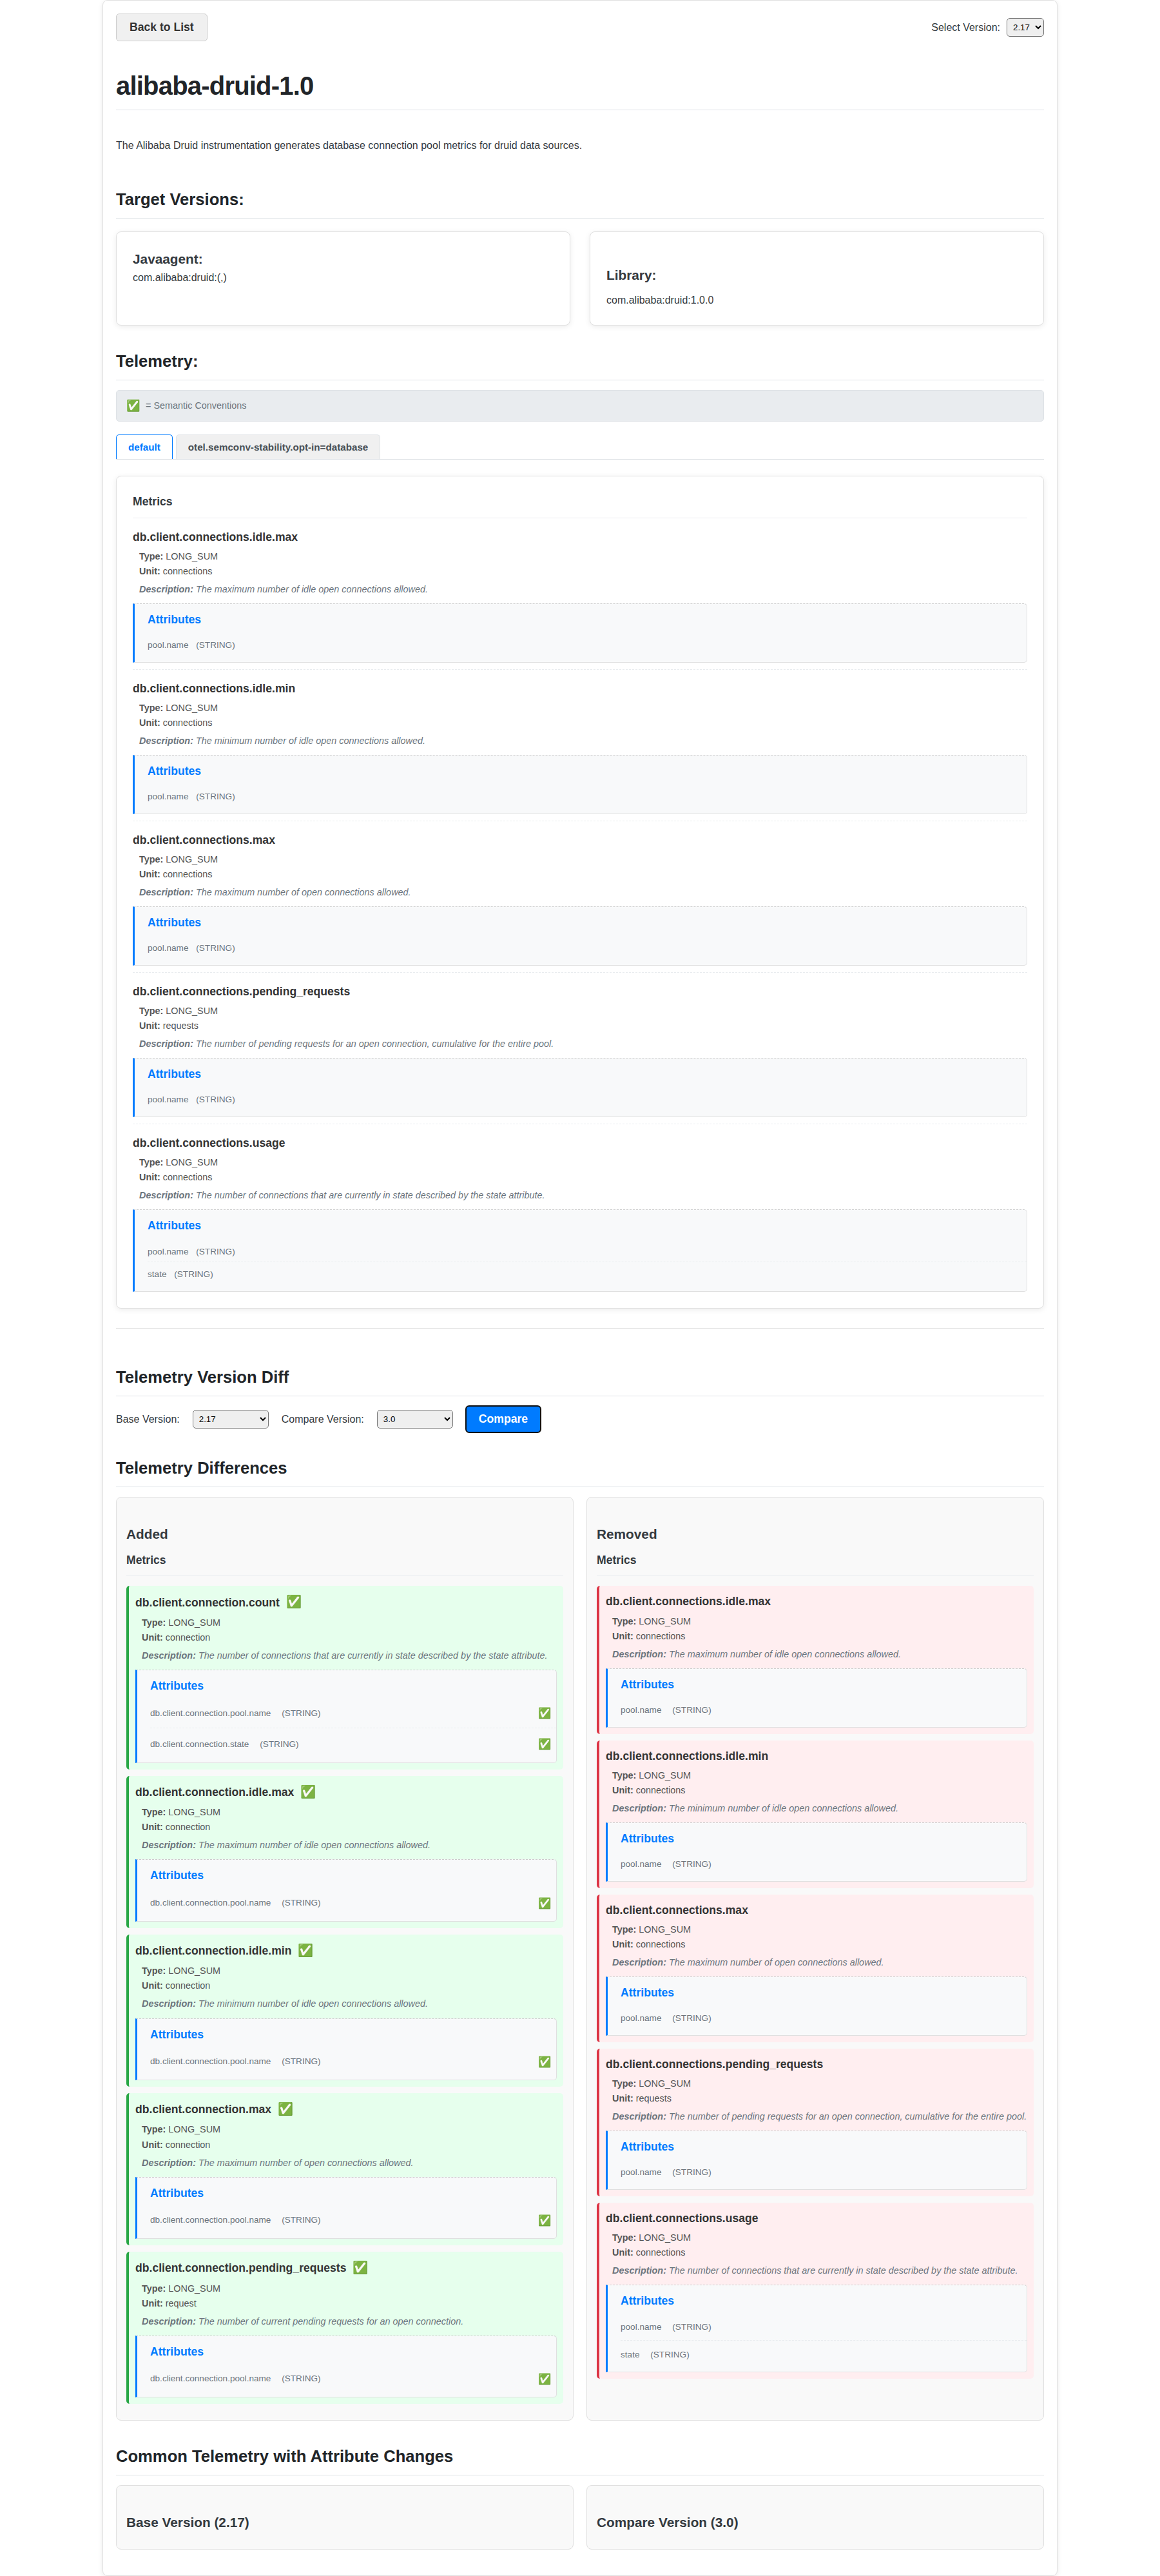 Back to List
Select Version: 2.17
alibaba-druid-1.0
The Alibaba Druid instrumentation generates database connection pool metrics for druid data sources.
Target Versions:
Javaagent:
com.alibaba:druid:(,)
Library:
com.alibaba:druid:1.0.0
Telemetry:
✅ = Semantic Conventions
default
otel.semconv-stability.opt-in=database
Metrics
db.client.connections.idle.max
Type: LONG_SUM
Unit: connections
Description: The maximum number of idle open connections allowed.
Attributes
pool.name (STRING)
db.client.connections.idle.min
Type: LONG_SUM
Unit: connections
Description: The minimum number of idle open connections allowed.
Attributes
pool.name (STRING)
db.client.connections.max
Type: LONG_SUM
Unit: connections
Description: The maximum number of open connections allowed.
Attributes
pool.name (STRING)
db.client.connections.pending_requests
Type: LONG_SUM
Unit: requests
Description: The number of pending requests for an open connection, cumulative for the entire pool.
Attributes
pool.name (STRING)
db.client.connections.usage
Type: LONG_SUM
Unit: connections
Description: The number of connections that are currently in state described by the state attribute.
Attributes
pool.name (STRING)
state (STRING)
Telemetry Version Diff
Base Version: 2.17 Compare Version: 3.0 Compare
Telemetry Differences
Added
Metrics
db.client.connection.count ✅
Type: LONG_SUM
Unit: connection
Description: The number of connections that are currently in state described by the state attribute.
Attributes
db.client.connection.pool.name (STRING) ✅
db.client.connection.state (STRING) ✅
db.client.connection.idle.max ✅
Type: LONG_SUM
Unit: connection
Description: The maximum number of idle open connections allowed.
Attributes
db.client.connection.pool.name (STRING) ✅
db.client.connection.idle.min ✅
Type: LONG_SUM
Unit: connection
Description: The minimum number of idle open connections allowed.
Attributes
db.client.connection.pool.name (STRING) ✅
db.client.connection.max ✅
Type: LONG_SUM
Unit: connection
Description: The maximum number of open connections allowed.
Attributes
db.client.connection.pool.name (STRING) ✅
db.client.connection.pending_requests ✅
Type: LONG_SUM
Unit: request
Description: The number of current pending requests for an open connection.
Attributes
db.client.connection.pool.name (STRING) ✅
Removed
Metrics
db.client.connections.idle.max
Type: LONG_SUM
Unit: connections
Description: The maximum number of idle open connections allowed.
Attributes
pool.name (STRING)
db.client.connections.idle.min
Type: LONG_SUM
Unit: connections
Description: The minimum number of idle open connections allowed.
Attributes
pool.name (STRING)
db.client.connections.max
Type: LONG_SUM
Unit: connections
Description: The maximum number of open connections allowed.
Attributes
pool.name (STRING)
db.client.connections.pending_requests
Type: LONG_SUM
Unit: requests
Description: The number of pending requests for an open connection, cumulative for the entire pool.
Attributes
pool.name (STRING)
db.client.connections.usage
Type: LONG_SUM
Unit: connections
Description: The number of connections that are currently in state described by the state attribute.
Attributes
pool.name (STRING)
state (STRING)
Common Telemetry with Attribute Changes
Base Version (2.17)
Compare Version (3.0)